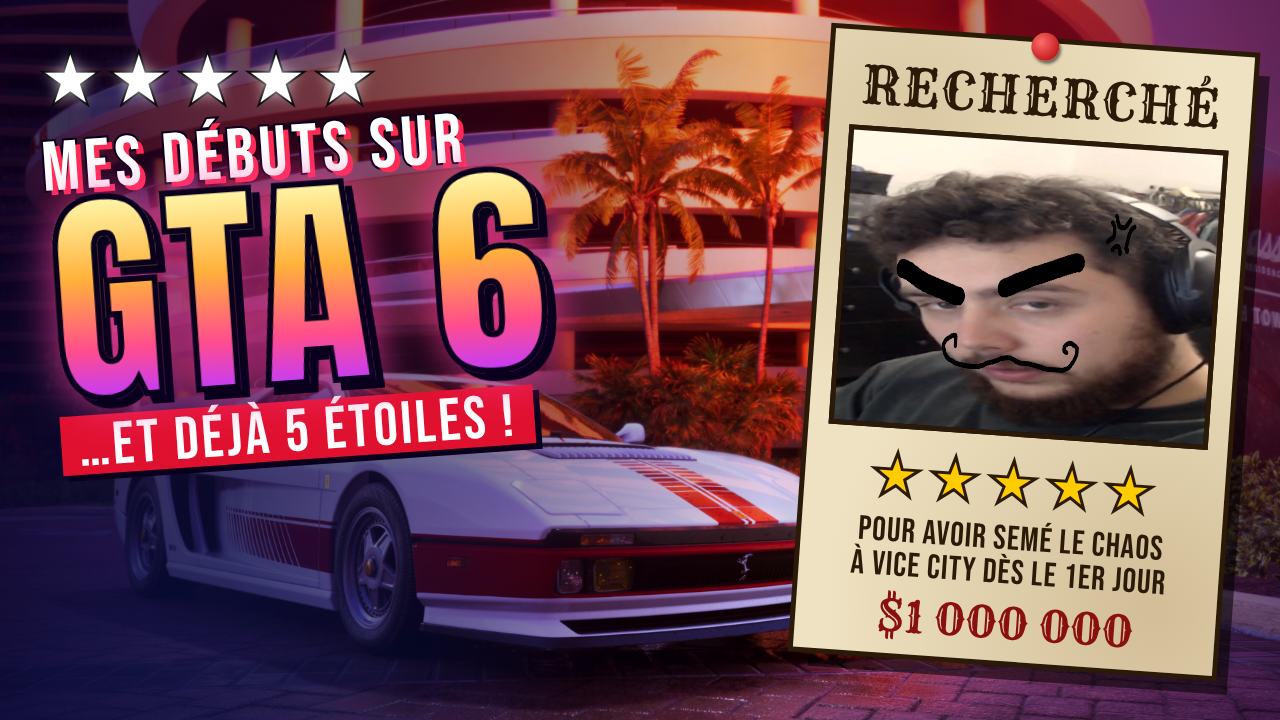 MES DÉBUTS SUR
GTA 6
...ET DÉJÀ 5 ÉTOILES !
RECHERCHÉ
POUR AVOIR SEMÉ LE CHAOS
À VICE CITY DÈS LE 1ER JOUR
$1 000 000